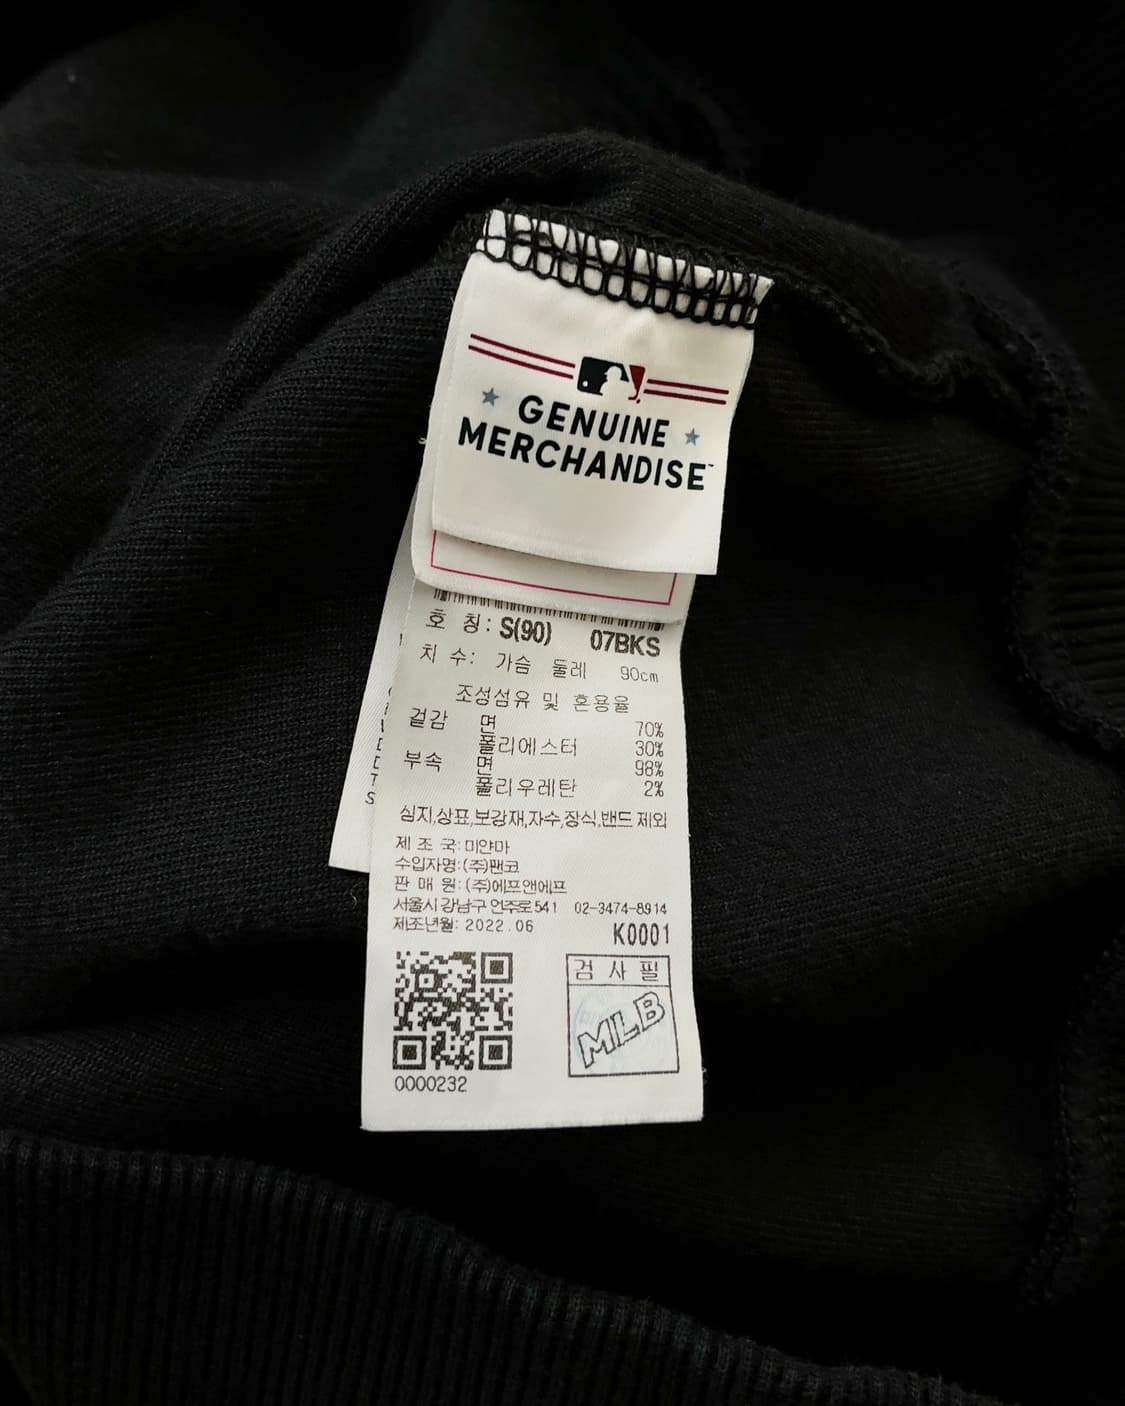 GENUINE
MERCHANDISE™
호 칭: S(90) 07BKS
치 수: 가슴 둘레 90cm
조성섬유 및 혼용율
겉감 면 70%
폴리에스터 30%
부속 면 98%
폴리우레탄 2%
심지,상표,보강재,자수,장식,밴드 제외
제 조 국: 미얀마
수입자명: (주)팬코
판 매 원: (주)에프앤에프
서울시 강남구 언주로 541 02-3474-8914
제조년월: 2022.06 K0001
검 사 필
MLB
0000232